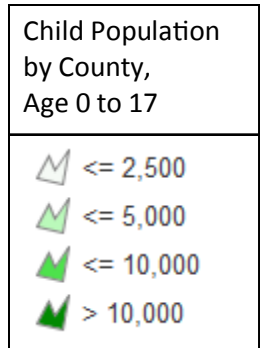 Child Population
by County,
Age 0 to 17
<= 2,500
<= 5,000
<= 10,000
> 10,000